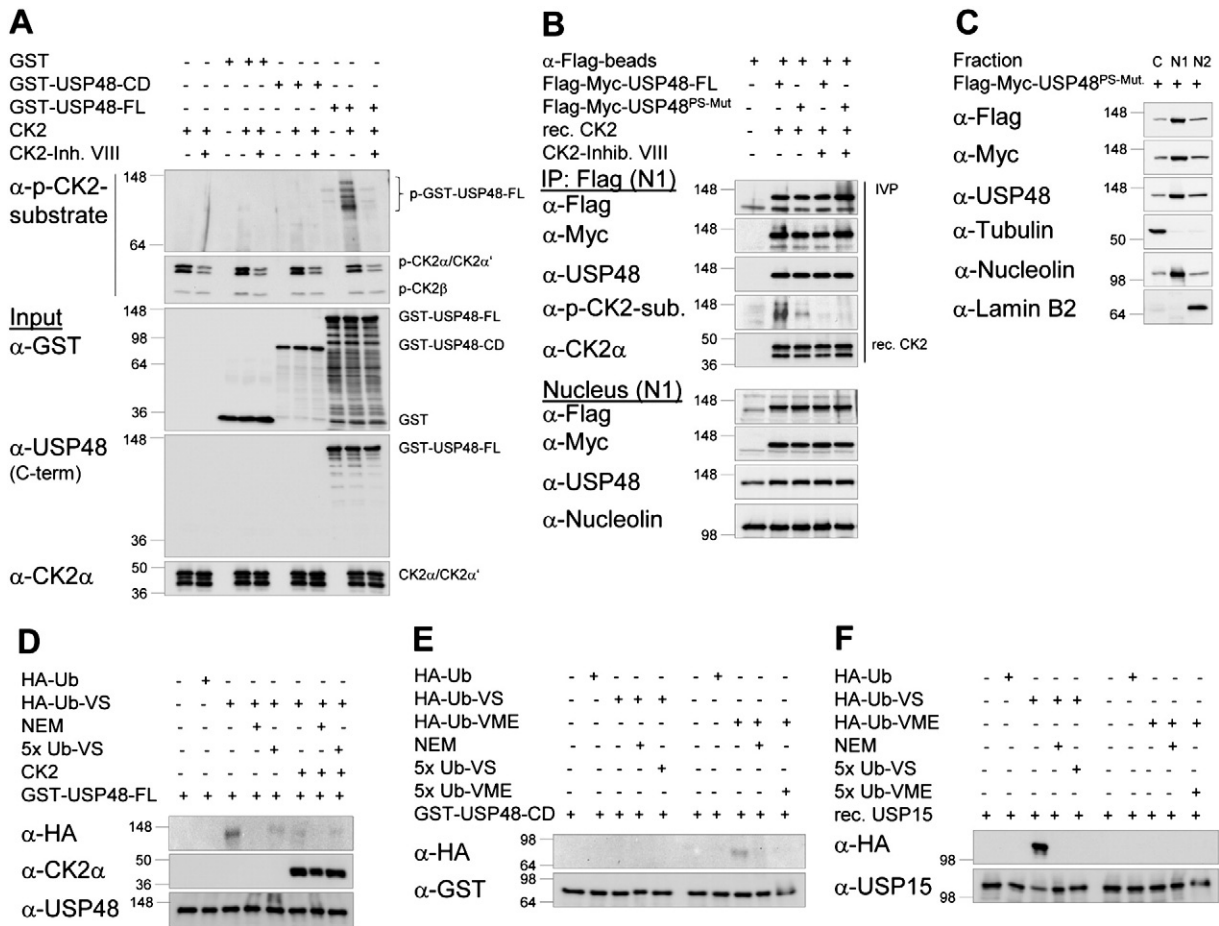 A
GST - - - + + + - - - - - -
GST-USP48-CD - - - - - - + + + - - -
GST-USP48-FL - - - - - - - - - + + +
CK2 - + + - + + - + + - + +
CK2-Inh. VIII - - + - - + - - + - - +
α-p-CK2-
substrate
148
64
p-GST-USP48-FL
p-CK2α/CK2α'
p-CK2β
Input
α-GST
148
98
64
36
GST-USP48-FL
GST-USP48-CD
GST
α-USP48
(C-term)
148
36
GST-USP48-FL
α-CK2α
50
36
CK2α/CK2α'
B
α-Flag-beads + + + + +
Flag-Myc-USP48-FL - + - + -
Flag-Myc-USP48PS-Mut - - + - +
rec. CK2 - + + + +
CK2-Inhib. VIII - - - + +
IP: Flag (N1)
α-Flag 148
IVP
α-Myc 148
α-USP48 148
α-p-CK2-sub. 148
α-CK2α 50
36
rec. CK2
Nucleus (N1)
α-Flag 148
α-Myc 148
α-USP48 148
α-Nucleolin 98
C
Fraction C N1 N2
Flag-Myc-USP48PS-Mut. + + +
α-Flag 148
α-Myc 148
α-USP48 148
α-Tubulin 50
α-Nucleolin 98
α-Lamin B2 64
D
HA-Ub - + - - - - - -
HA-Ub-VS - - + + + + + +
NEM - - - + - - + -
5x Ub-VS - - - - + - - +
CK2 - - - - - + + +
GST-USP48-FL + + + + + + + +
α-HA 148
α-CK2α 50
36
α-USP48 148
E
HA-Ub - + - - - - + - - -
HA-Ub-VS - - + + + - - - - -
HA-Ub-VME - - - - - - - + + +
NEM - - - + - - - - + -
5x Ub-VS - - - - + - - - - -
5x Ub-VME - - - - - - - - - +
GST-USP48-CD + + + + + + + + + +
α-HA 98
64
α-GST 98
64
F
HA-Ub - + - - - - + - - -
HA-Ub-VS - - + + + - - - - -
HA-Ub-VME - - - - - - - + + +
NEM - - - + - - - - + -
5x Ub-VS - - - - + - - - - -
5x Ub-VME - - - - - - - - - +
rec. USP15 + + + + + + + + + +
α-HA 98
α-USP15 98